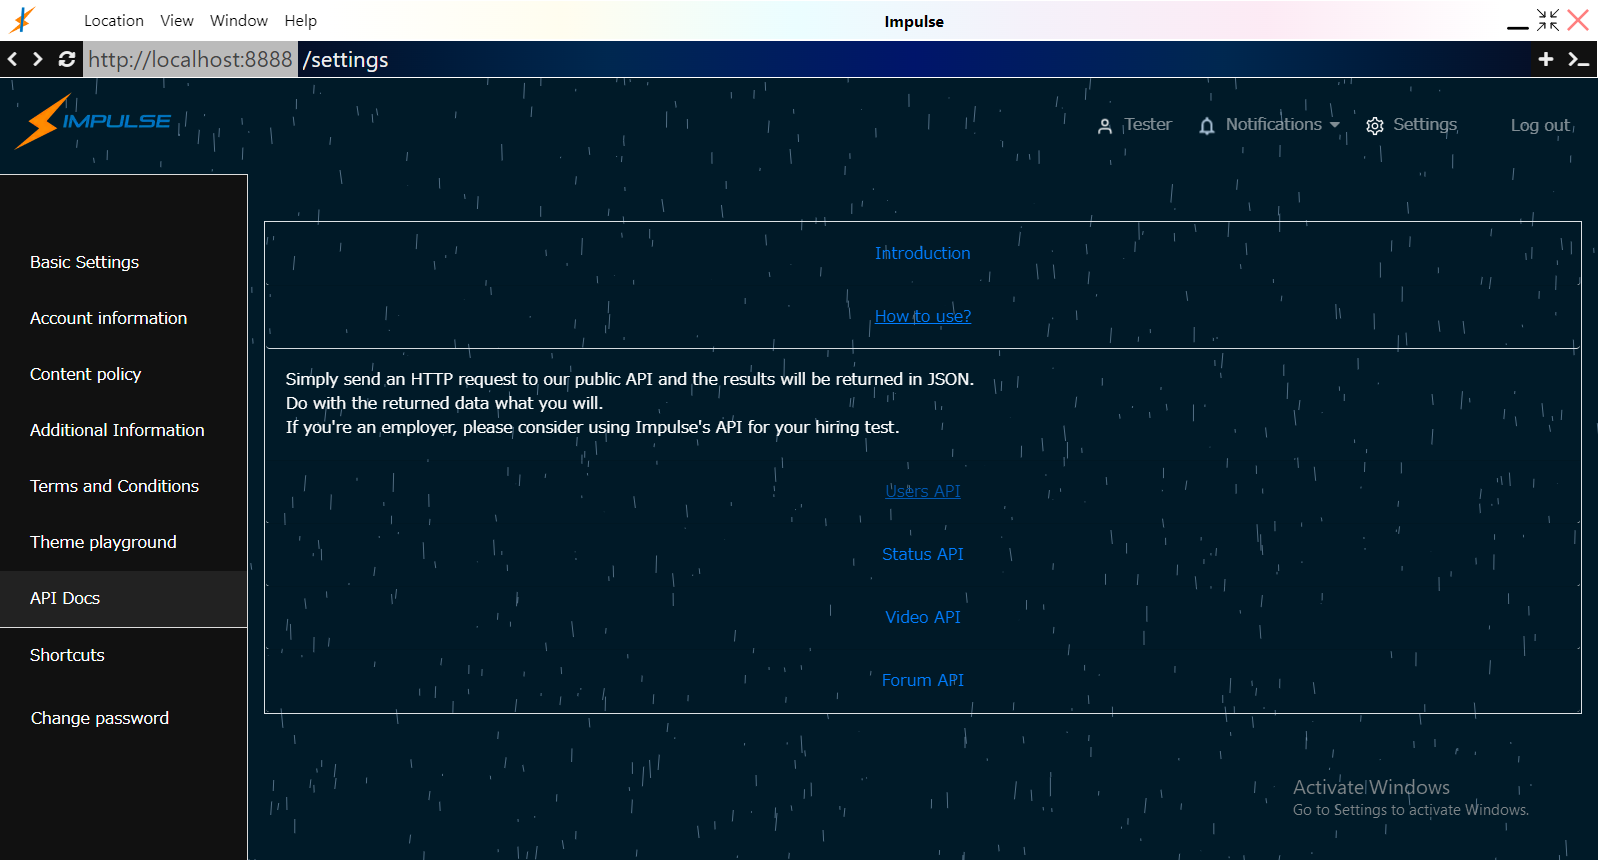 Location View Window Help
Impulse
http://localhost:8888 /settings
IMPULSE
Tester Notifications Settings Log out
Basic Settings
Account information
Content policy
Additional Information
Terms and Conditions
Theme playground
API Docs
Shortcuts
Change password
Introduction
How to use?
Simply send an HTTP request to our public API and the results will be returned in JSON.
Do with the returned data what you will.
If you're an employer, please consider using Impulse's API for your hiring test.
Users API
Status API
Video API
Forum API
Activate Windows
Go to Settings to activate Windows.